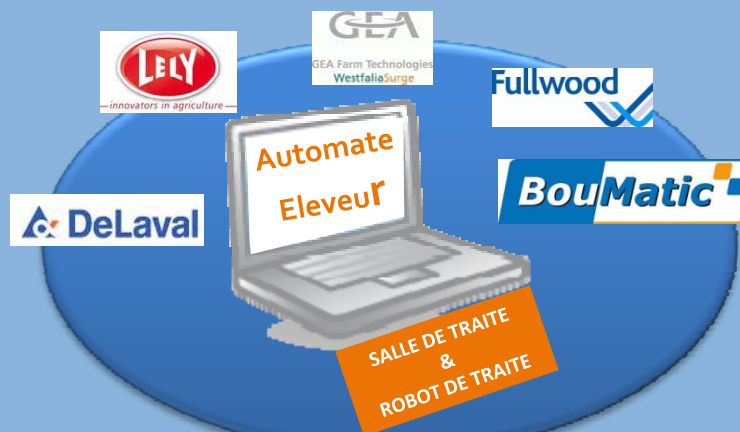 GEA
GEA Farm Technologies
WestfaliaSurge
LELY
innovators in agriculture
Fullwood
Automate
Eleveur
BouMatic
DeLaval
SALLE DE TRAITE
&
ROBOT DE TRAITE